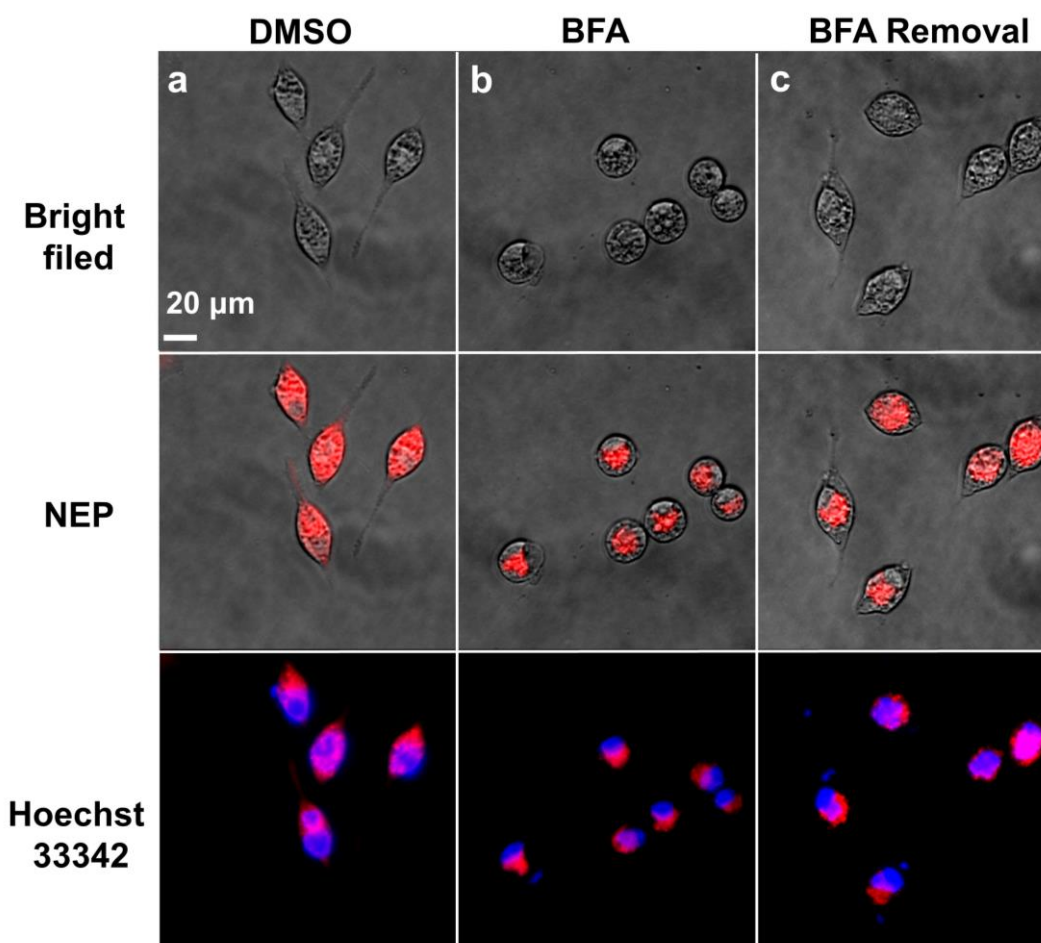 DMSO
BFA
BFA Removal
a
b
c
Bright
filed
20 µm
NEP
Hoechst
33342